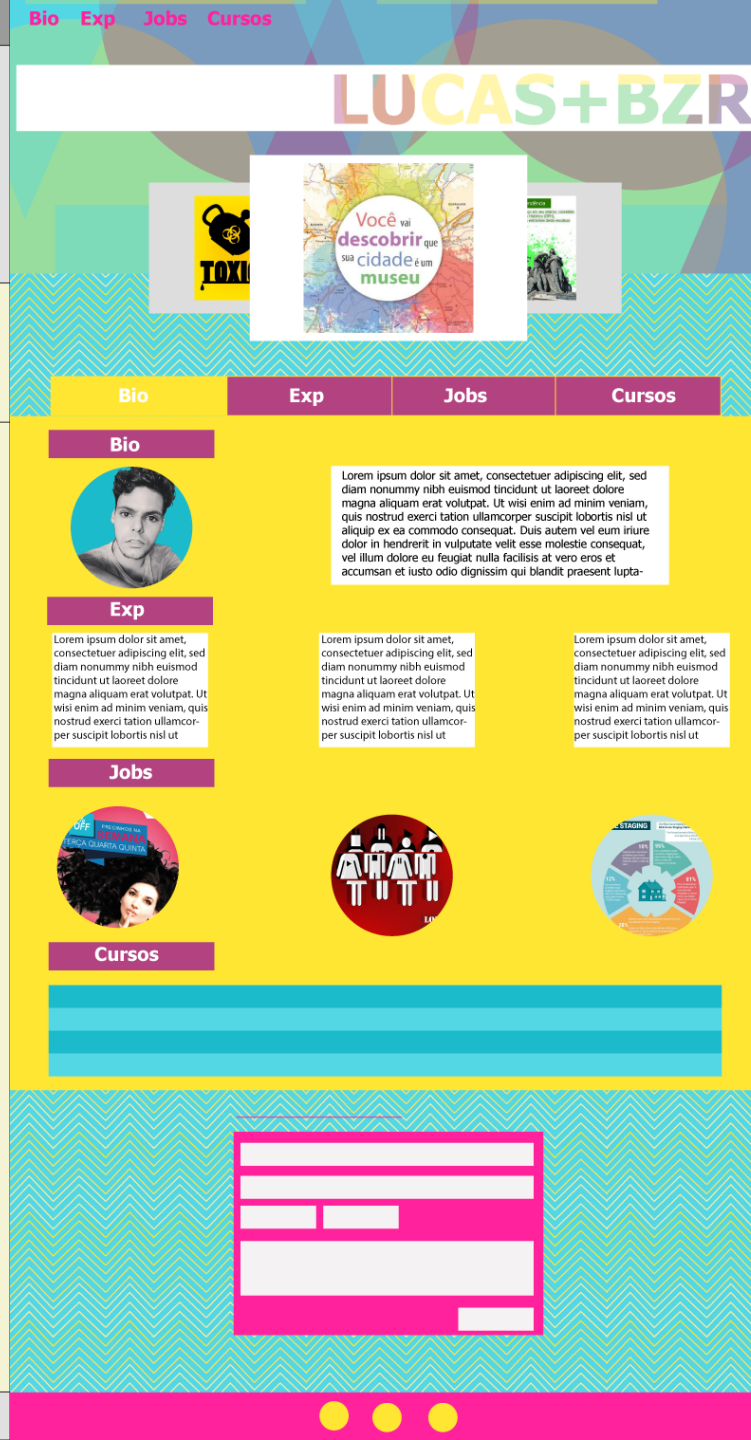 Bio Exp Jobs Cursos
LUCAS+BZR
TOXI
Você vai
descobrir que
sua cidade é um
museu
Bio Exp Jobs Cursos
Bio
Lorem ipsum dolor sit amet, consectetuer adipiscing elit, sed
diam nonummy nibh euismod tincidunt ut laoreet dolore
magna aliquam erat volutpat. Ut wisi enim ad minim veniam,
quis nostrud exerci tation ullamcorper suscipit lobortis nisl ut
aliquip ex ea commodo consequat. Duis autem vel eum iriure
dolor in hendrerit in vulputate velit esse molestie consequat,
vel illum dolore eu feugiat nulla facilisis at vero eros et
accumsan et iusto odio dignissim qui blandit praesent lupta-
Exp
Lorem ipsum dolor sit amet,
consectetuer adipiscing elit, sed
diam nonummy nibh euismod
tincidunt ut laoreet dolore
magna aliquam erat volutpat. Ut
wisi enim ad minim veniam, quis
nostrud exerci tation ullamcor-
per suscipit lobortis nisl ut
Lorem ipsum dolor sit amet,
consectetuer adipiscing elit, sed
diam nonummy nibh euismod
tincidunt ut laoreet dolore
magna aliquam erat volutpat. Ut
wisi enim ad minim veniam, quis
nostrud exerci tation ullamcor-
per suscipit lobortis nisl ut
Lorem ipsum dolor sit amet,
consectetuer adipiscing elit, sed
diam nonummy nibh euismod
tincidunt ut laoreet dolore
magna aliquam erat volutpat. Ut
wisi enim ad minim veniam, quis
nostrud exerci tation ullamcor-
per suscipit lobortis nisl ut
Jobs
OFF
PRECINHOS NA
SEMANA
TERÇA QUARTA QUINTA
LO
E STAGING
Cursos